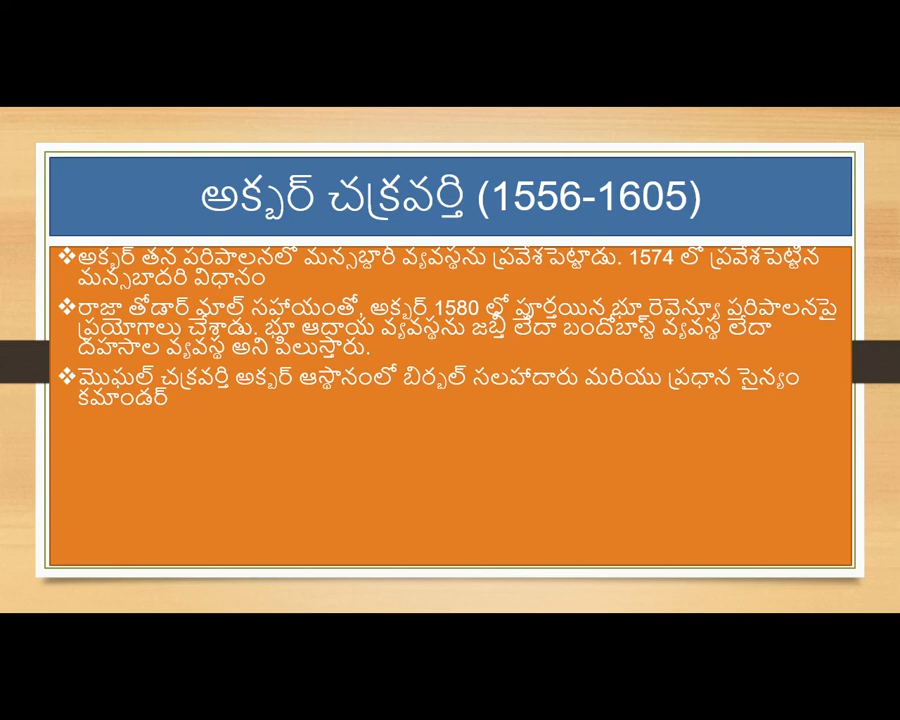 అక్బర్ చక్రవర్తి (1556-1605)
❖అక్బర్ తన పరిపాలనలో మన్సబ్దారీ వ్యవస్థను ప్రవేశపెట్టాడు. 1574 లో ప్రవేశపెట్టిన
మన్సబాదరి విధానం
❖రాజా తోడార్ మాల్ సహాయంతో, అక్బర్ 1580 లో పూర్తయిన భూ రెవెన్యూ పరిపాలనపై
ప్రయోగాలు చేశాడు. భూ ఆదాయ వ్యవస్థను జబ్తి లేదా బందోబాస్ట్ వ్యవస్థ లేదా
దహసాల వ్యవస్థ అని పిలుస్తారు.
❖మొఘల్ చక్రవర్తి అక్బర్ ఆస్థానంలో బిర్బల్ సలహాదారు మరియు ప్రధాన సైన్యం
కమాండర్